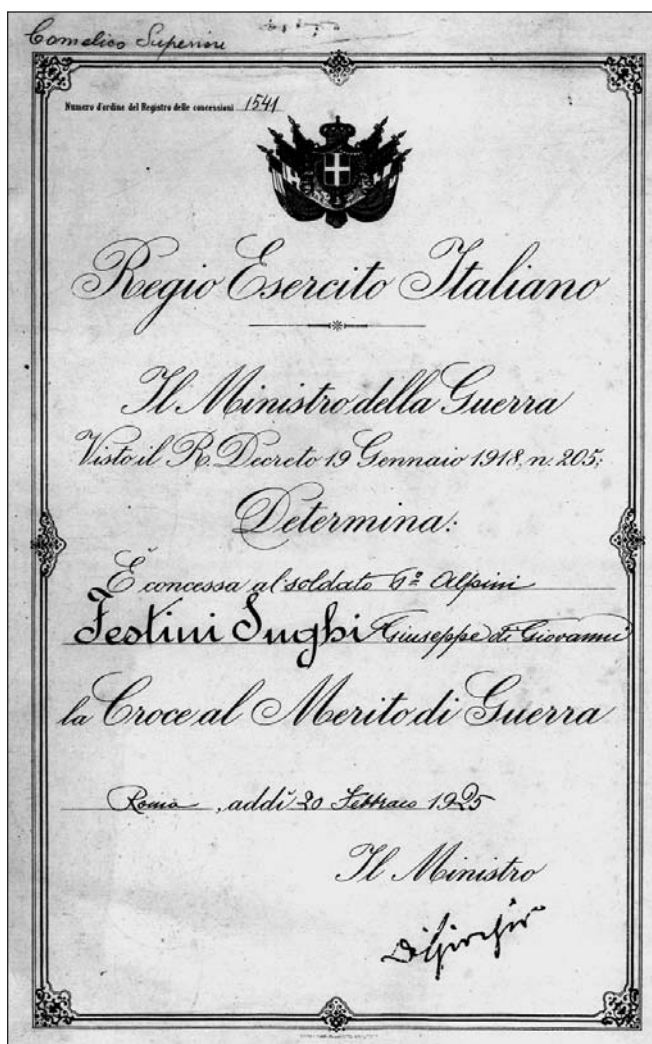 Comelico Superiore
Numero d'ordine del Registro delle concessioni 1541
Regio Esercito Italiano
Il Ministro della Guerra
Visto il R. Decreto 19 Gennaio 1918, n. 205;
Determina:
È concessa al soldato Alpini
Festini Sughi Giuseppe di Giovanni
la Croce al Merito di Guerra
Roma, addì 20 Febbraio 1925
Il Ministro